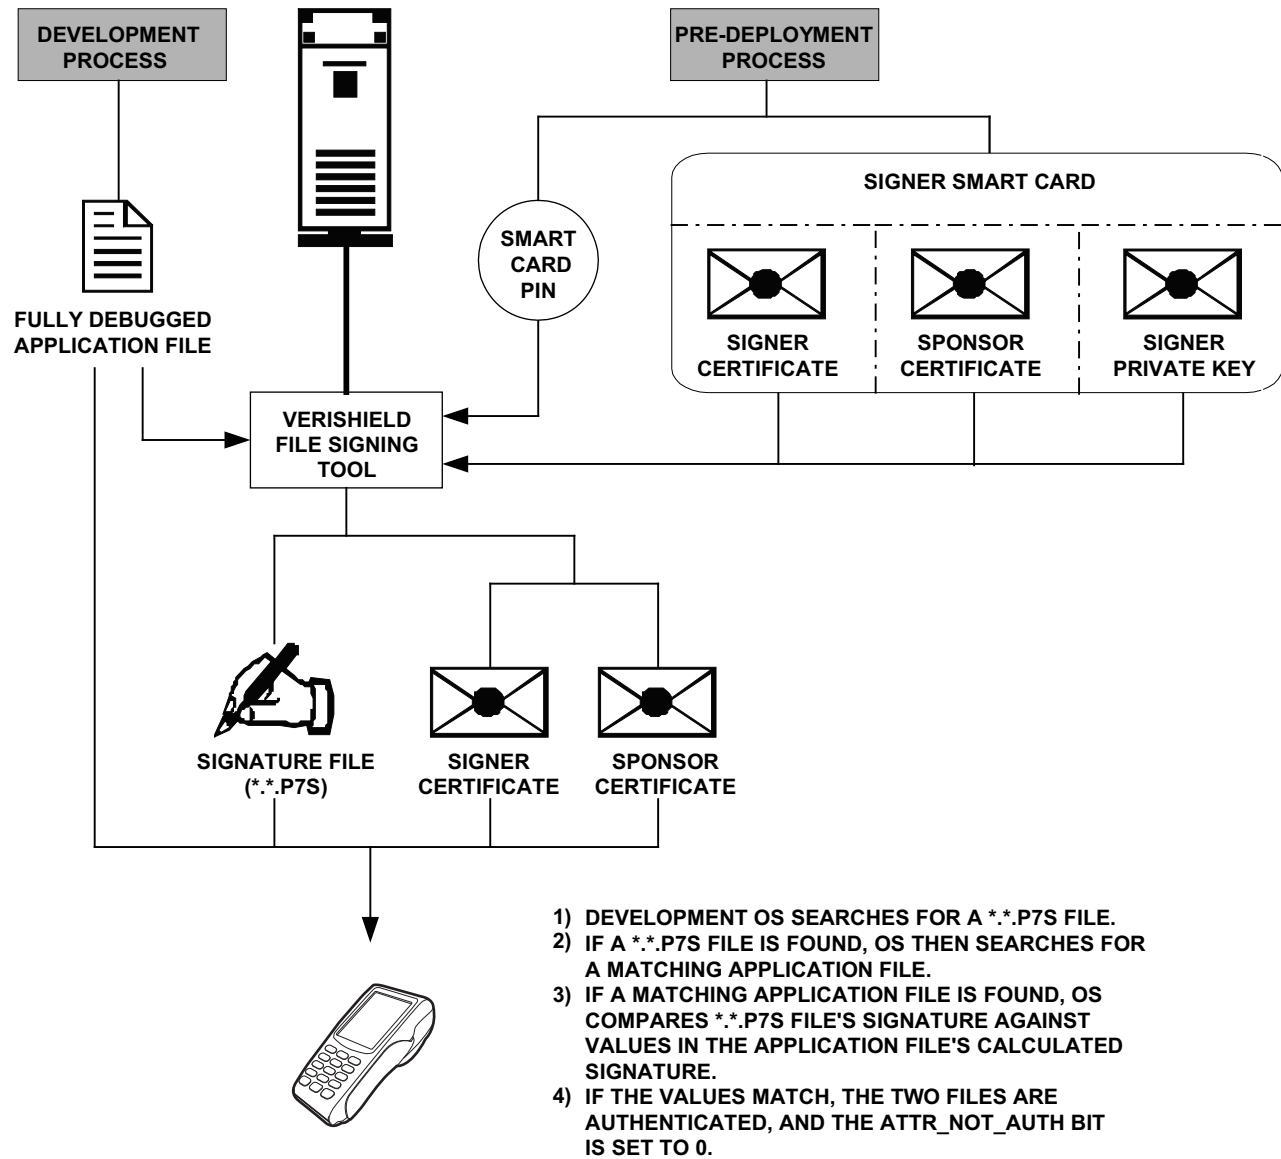 DEVELOPMENT
PROCESS
PRE-DEPLOYMENT
PROCESS
SIGNER SMART CARD
SMART
CARD
PIN
FULLY DEBUGGED
APPLICATION FILE
SIGNER
CERTIFICATE
SPONSOR
CERTIFICATE
SIGNER
PRIVATE KEY
VERISHIELD
FILE SIGNING
TOOL
SIGNATURE FILE
(*.*.P7S)
SIGNER
CERTIFICATE
SPONSOR
CERTIFICATE
1) DEVELOPMENT OS SEARCHES FOR A *.*.P7S FILE.
2) IF A *.*.P7S FILE IS FOUND, OS THEN SEARCHES FOR
A MATCHING APPLICATION FILE.
3) IF A MATCHING APPLICATION FILE IS FOUND, OS
COMPARES *.*.P7S FILE'S SIGNATURE AGAINST
VALUES IN THE APPLICATION FILE'S CALCULATED
SIGNATURE.
4) IF THE VALUES MATCH, THE TWO FILES ARE
AUTHENTICATED, AND THE ATTR_NOT_AUTH BIT
IS SET TO 0.